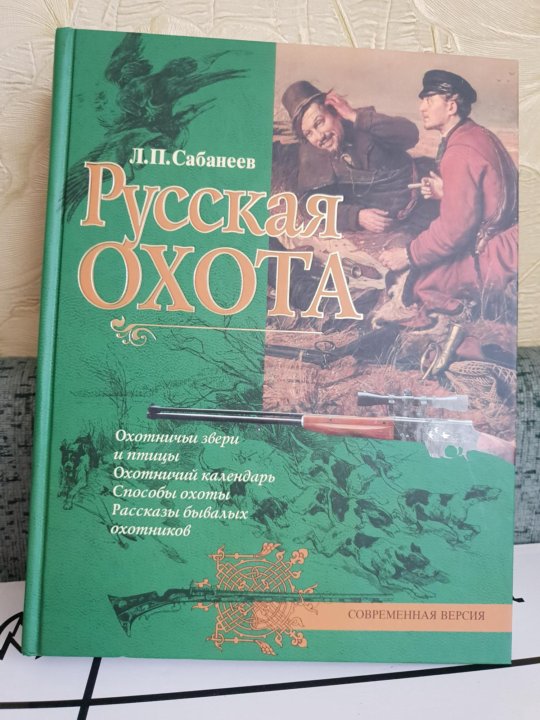 Л.П.Сабанеев
Русская
ОХОТА
Охотничьи звери
и птицы
Охотничий календарь
Способы охоты
Рассказы бывалых
охотников
СОВРЕМЕННАЯ ВЕРСИЯ